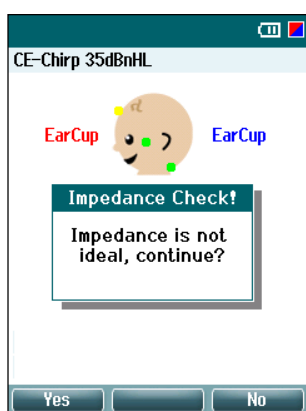 CE-Chirp 35dBnHL
EarCup EarCup
Impedance Check!
Impedance is not
ideal, continue?
Yes No